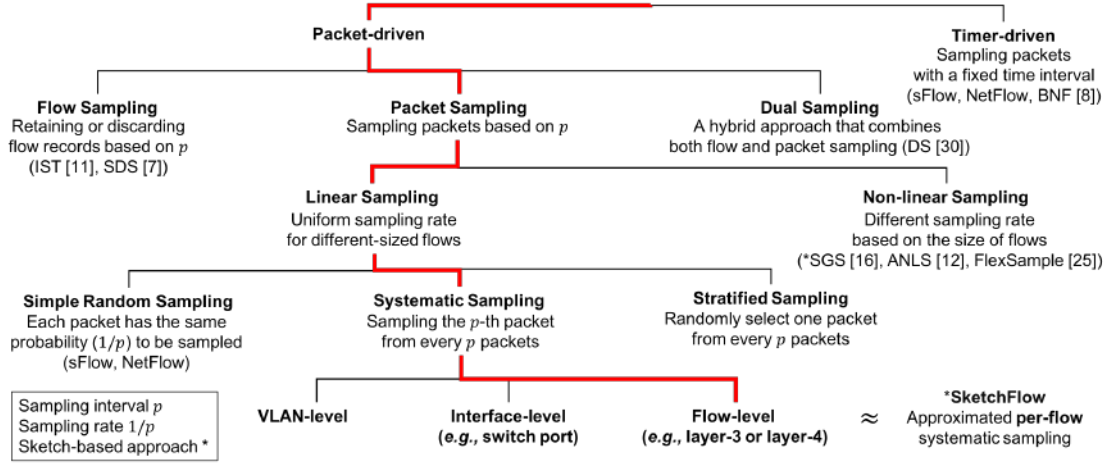 Packet-driven
Timer-driven
Sampling packets
with a fixed time interval
(sFlow, NetFlow, BNF [8])
Flow Sampling
Retaining or discarding
flow records based on p
(IST [11], SDS [7])
Packet Sampling
Sampling packets based on p
Dual Sampling
A hybrid approach that combines
both flow and packet sampling (DS [30])
Linear Sampling
Uniform sampling rate
for different-sized flows
Non-linear Sampling
Different sampling rate
based on the size of flows
(*SGS [16], ANLS [12], FlexSample [25])
Simple Random Sampling
Each packet has the same
probability (1/p) to be sampled
(sFlow, NetFlow)
Systematic Sampling
Sampling the p-th packet
from every p packets
Stratified Sampling
Randomly select one packet
from every p packets
Sampling interval p
Sampling rate 1/p
Sketch-based approach *
VLAN-level
Interface-level
(e.g., switch port)
Flow-level
(e.g., layer-3 or layer-4)
≈
*SketchFlow
Approximated per-flow
systematic sampling